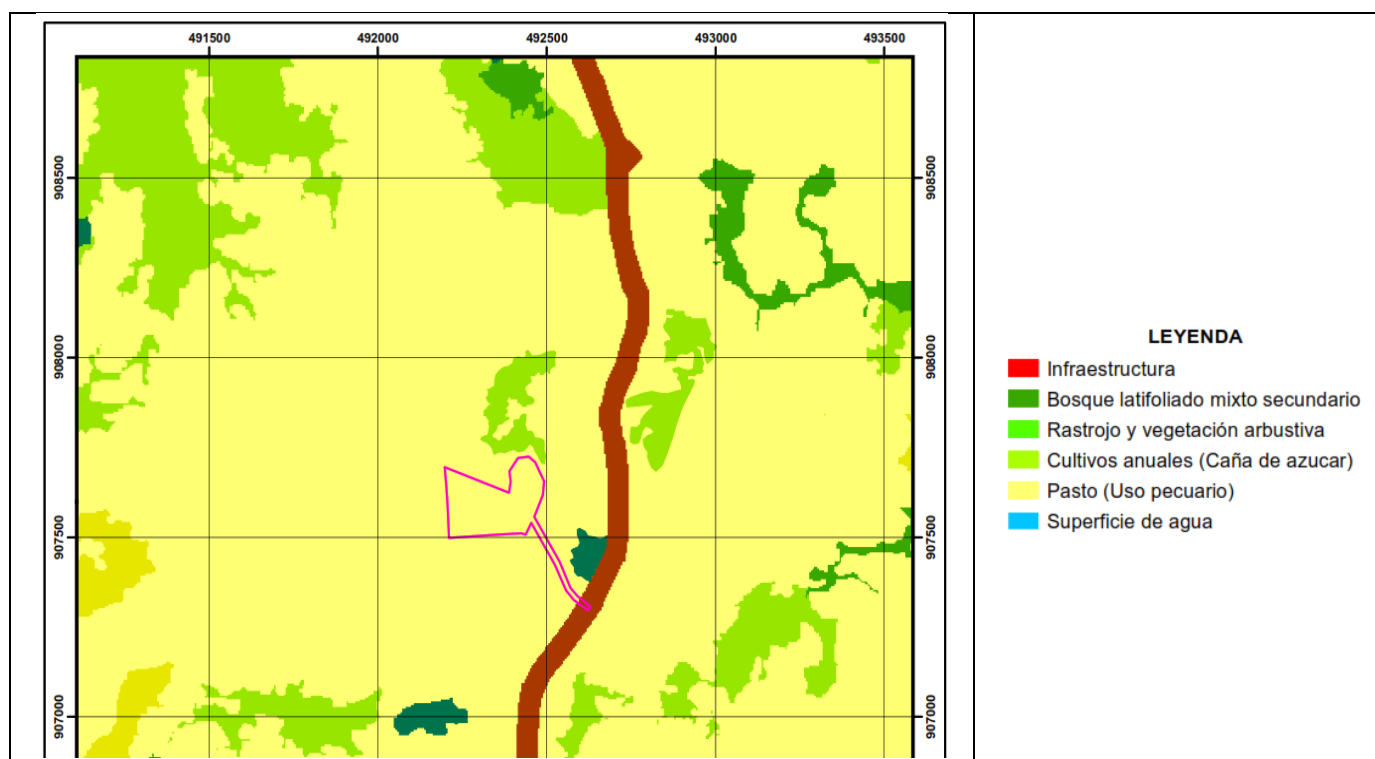 491500 492000 492500 493000 493500
908500 908500
908000 908000
907500 907500
907000 907000
LEYENDA
Infraestructura
Bosque latifoliado mixto secundario
Rastrojo y vegetación arbustiva
Cultivos anuales (Caña de azucar)
Pasto (Uso pecuario)
Superficie de agua